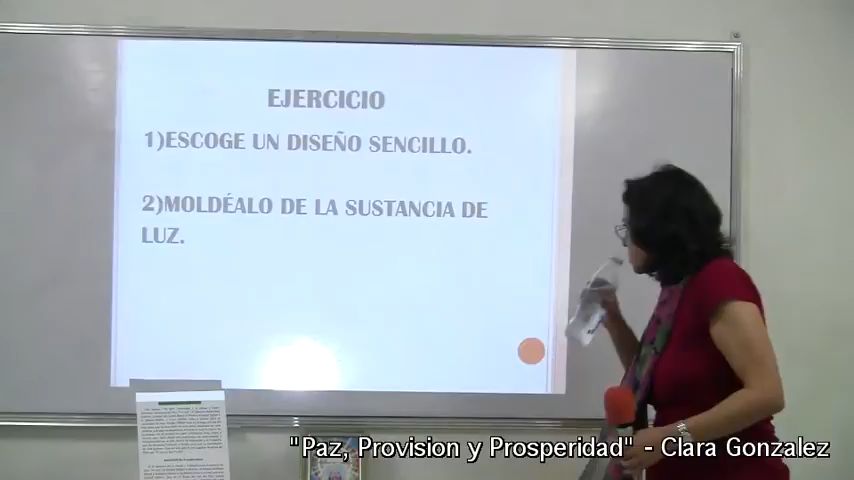 EJERCICIO
1)ESCOGE UN DISEÑO SENCILLO.
2)MOLDÉALO DE LA SUSTANCIA DE
LUZ.
"Paz, Provision y Prosperidad" - Clara Gonzalez